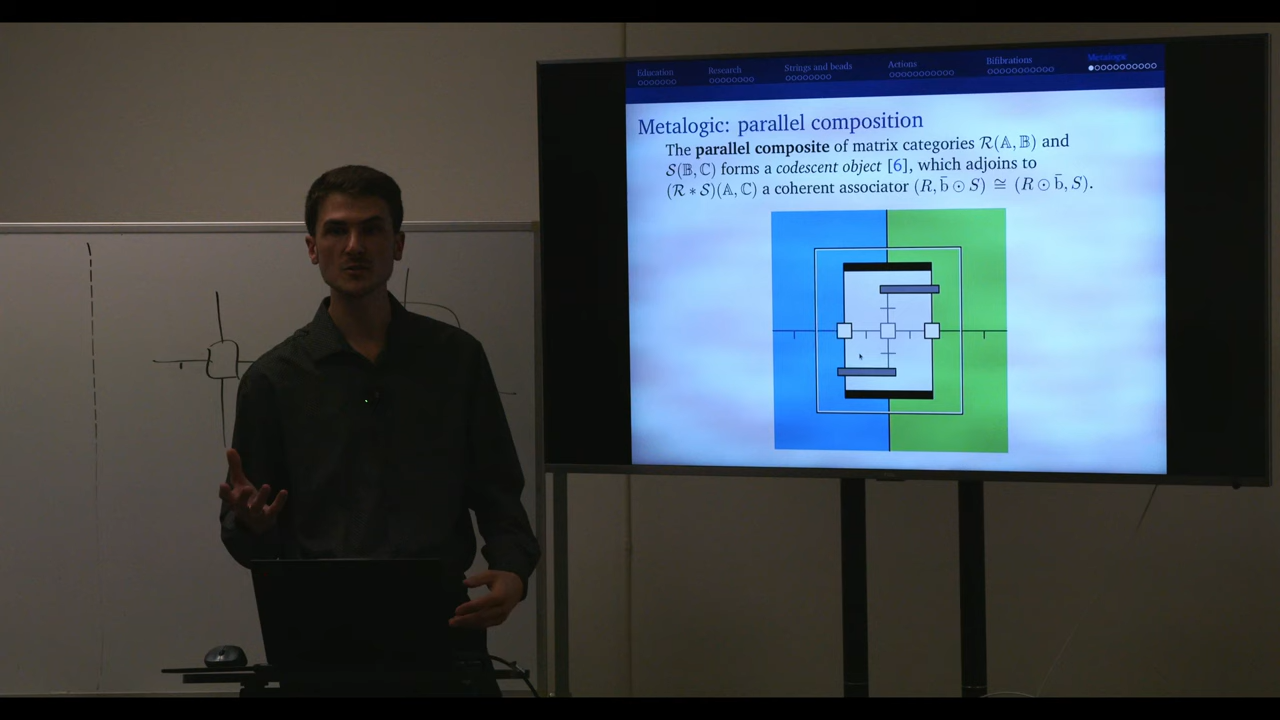 Education Research Strings and beads Actions Bifibrations Metalogic
Metalogic: parallel composition
The parallel composite of matrix categories ℛ(𝔸, 𝔹) and
𝒮(𝔹, ℂ) forms a codescent object [6], which adjoins to
(ℛ ∗ 𝒮)(𝔸, ℂ) a coherent associator (R, b̄ ⊙ S) ≅ (R ⊙ b̄, S).